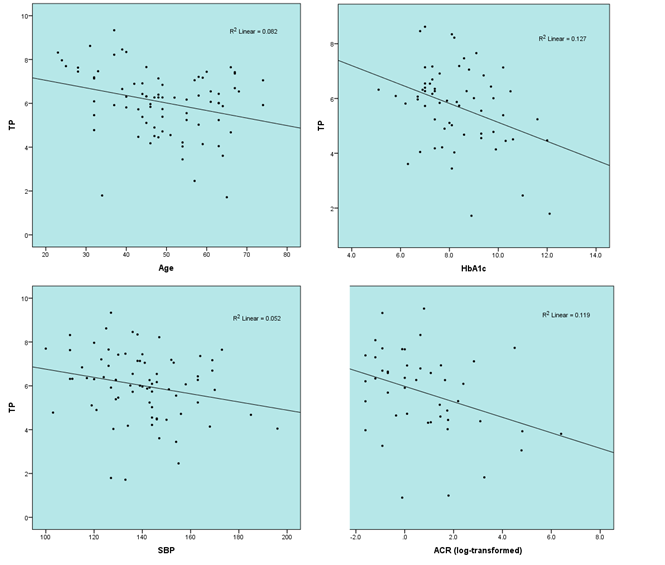 10
8
6
4
2
0
TP
R2 Linear = 0.082
20 30 40 50 60 70 80
Age
8
6
4
2
TP
R2 Linear = 0.127
4.0 6.0 8.0 10.0 12.0 14.0
HbA1c
10
8
6
4
2
0
TP
R2 Linear = 0.052
100 120 140 160 180 200
SBP
R2 Linear = 0.119
-2.0 .0 2.0 4.0 6.0 8.0
ACR (log-transformed)